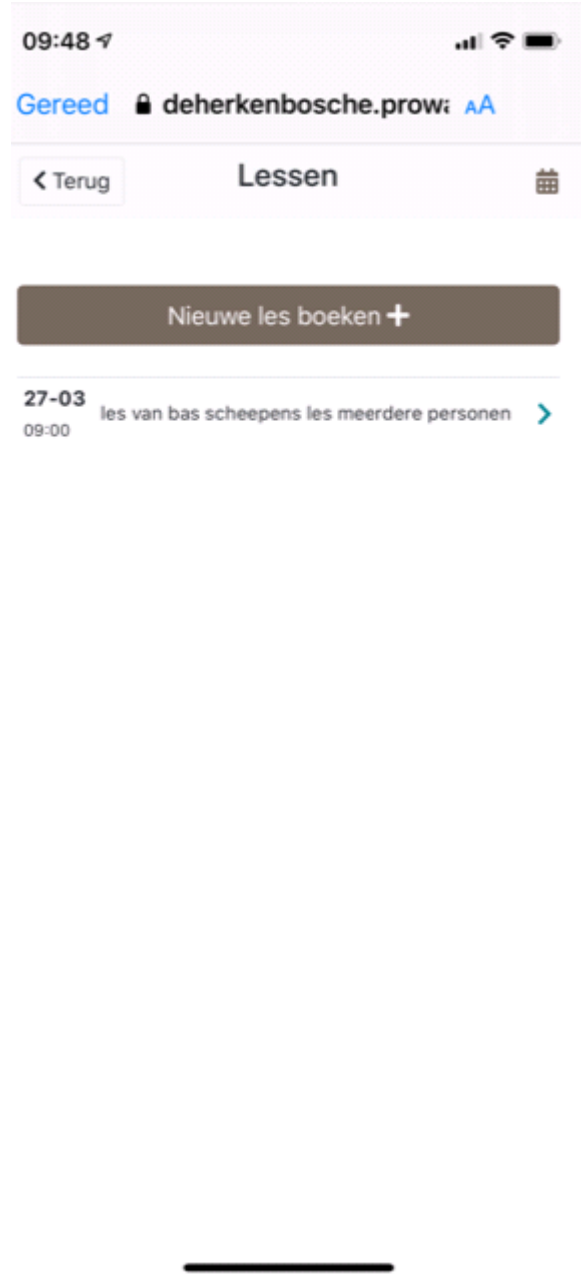 09:48
Gereed deherkenbosche.prowa AA
Terug Lessen
Nieuwe les boeken +
27-03 les van bas scheepens les meerdere personen
09:00